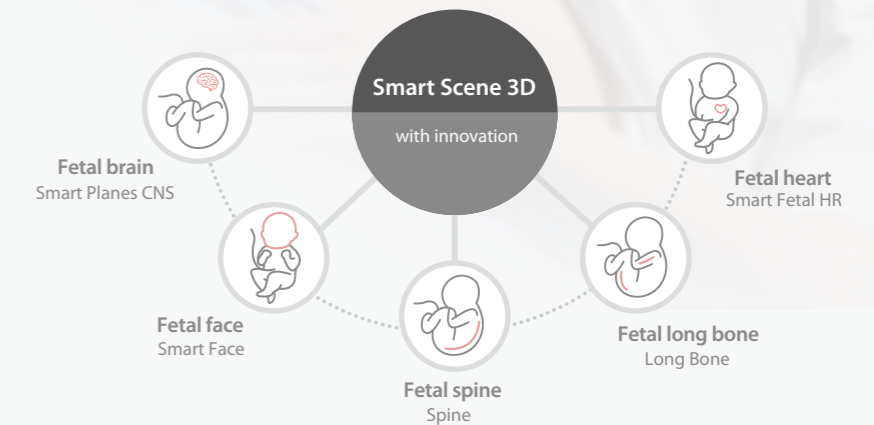 Smart Scene 3D
with innovation
Fetal brain
Smart Planes CNS
Fetal face
Smart Face
Fetal spine
Spine
Fetal long bone
Long Bone
Fetal heart
Smart Fetal HR